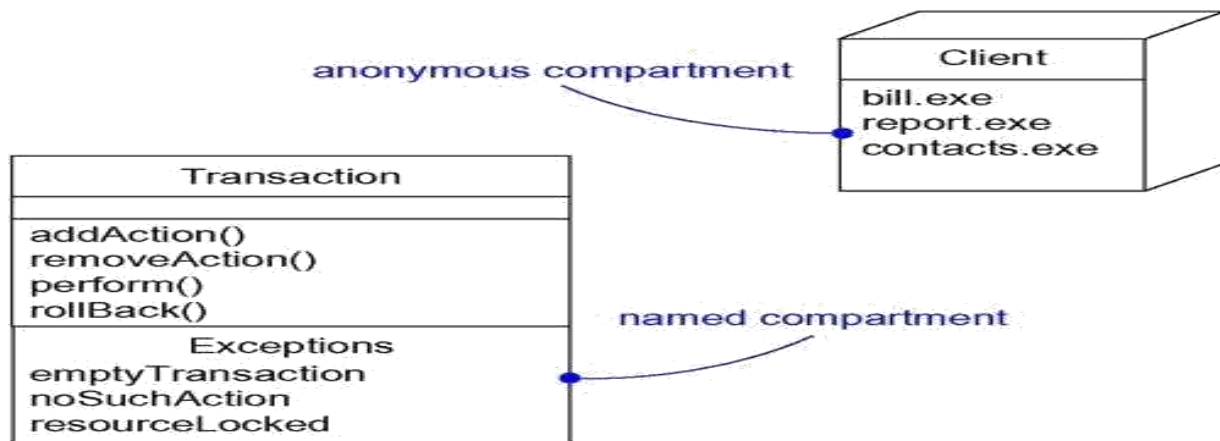 Client
anonymous compartment
bill.exe
report.exe
contacts.exe
Transaction
addAction()
removeAction()
perform()
rollBack()
named compartment
Exceptions
emptyTransaction
noSuchAction
resourceLocked